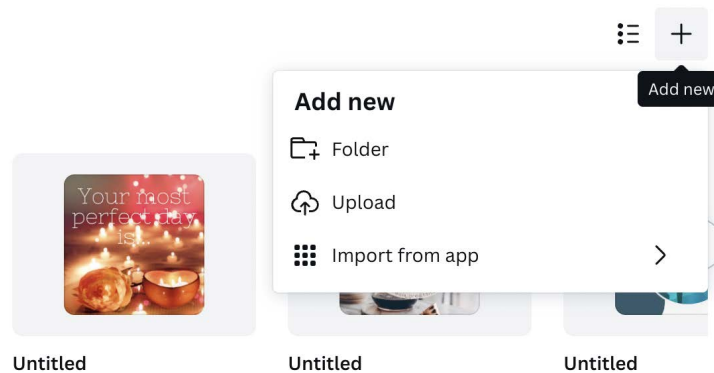 Add new
Add new
Folder
Upload
Import from app
Your most
perfect day
is...
Untitled
Untitled
Untitled